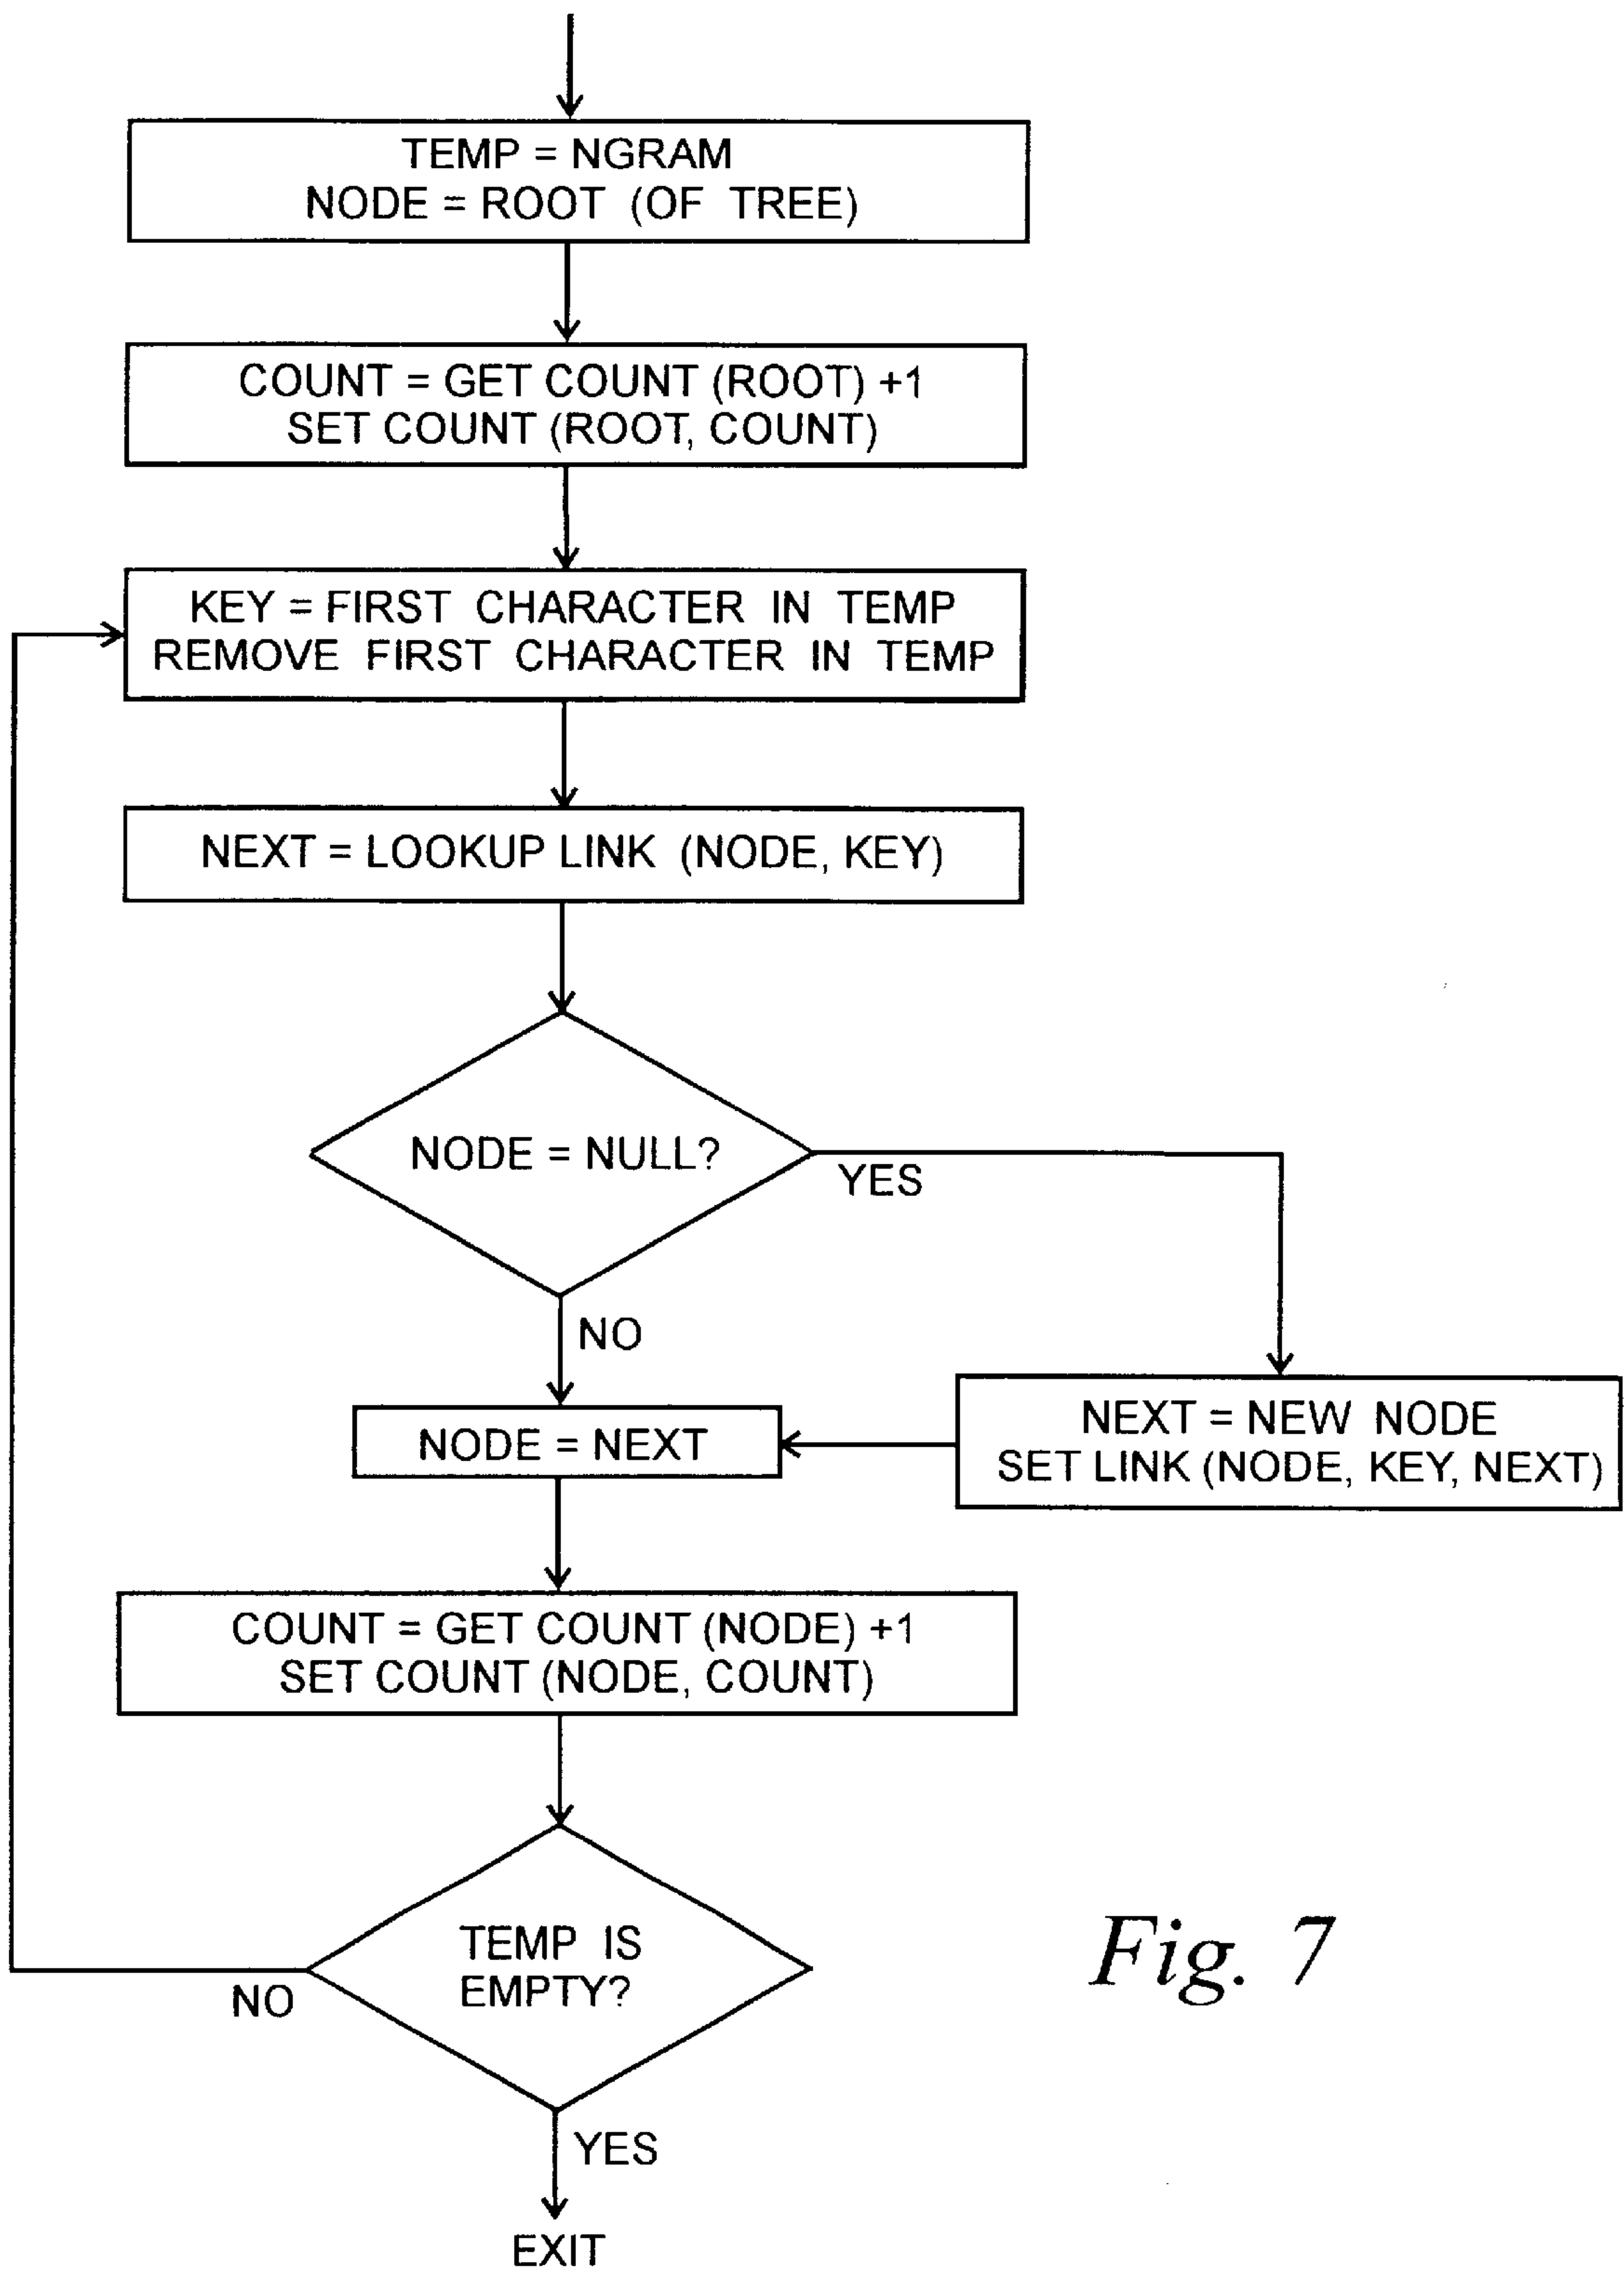 TEMP = NGRAM
NODE = ROOT (OF TREE)
COUNT = GET COUNT (ROOT) +1
SET COUNT (ROOT, COUNT)
KEY = FIRST CHARACTER IN TEMP
REMOVE FIRST CHARACTER IN TEMP
NEXT = LOOKUP LINK (NODE, KEY)
NODE = NULL?
YES
NO
NEXT = NEW NODE
SET LINK (NODE, KEY, NEXT)
NODE = NEXT
COUNT = GET COUNT (NODE) +1
SET COUNT (NODE, COUNT)
TEMP IS
EMPTY?
NO
YES
EXIT
Fig. 7